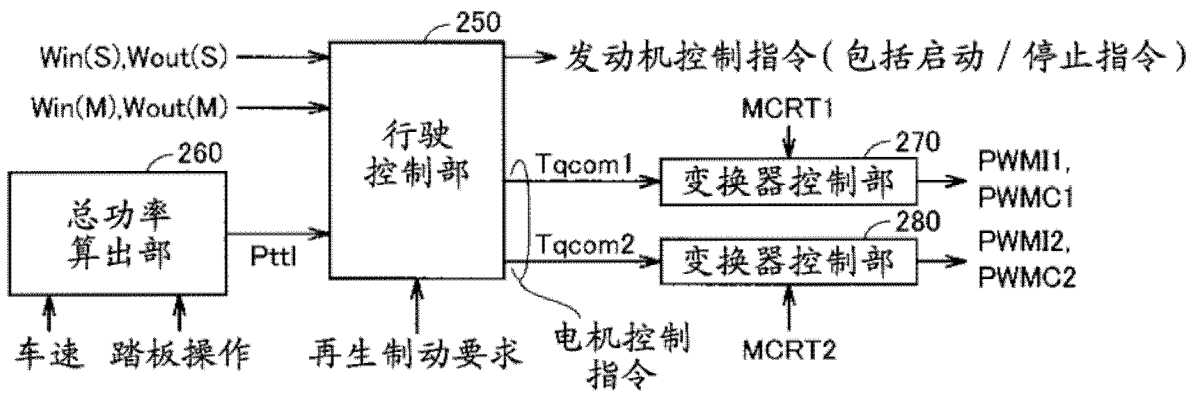 250
Win(S),Wout(S)
发动机控制指令(包括启动/停止指令)
Win(M),Wout(M)
MCRT1
260
行驶
控制部
270
Tqcom1
变换器控制部
PWMI1,
PWMC1
总功率
算出部
280
Pttl
Tqcom2
变换器控制部
PWMI2,
PWMC2
车速
踏板操作
再生制动要求
电机控制
指令
MCRT2